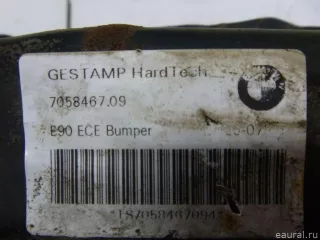 GESTAMP HardTech
7058467.09
E90 ECE Bumper
eaural.ru